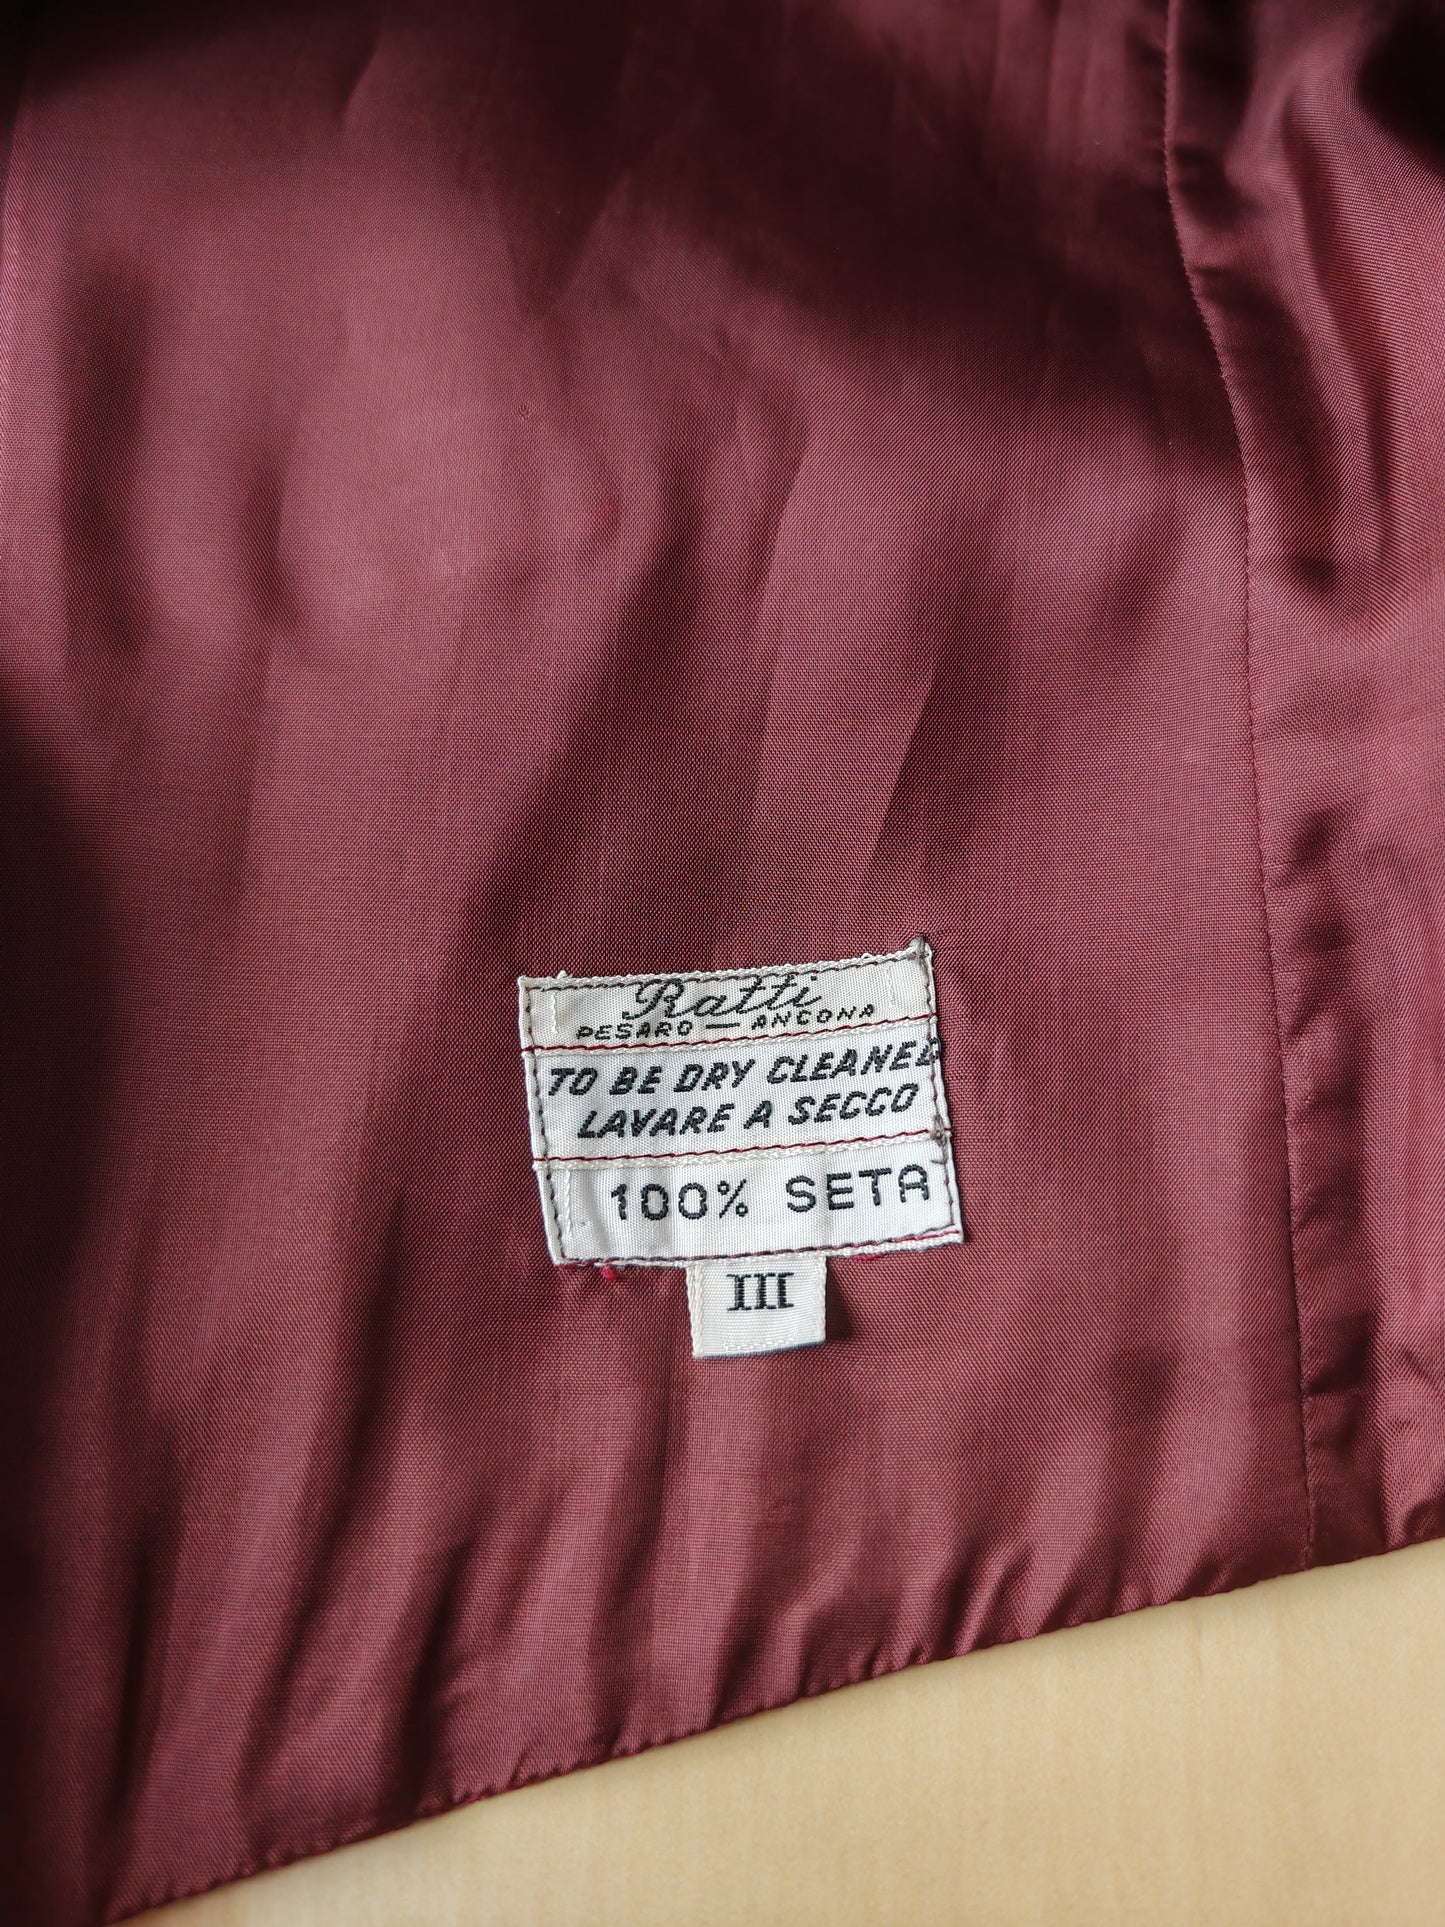 Ratti
PESARO — ANCONA
TO BE DRY CLEANED
LAVARE A SECCO
100% SETA
III